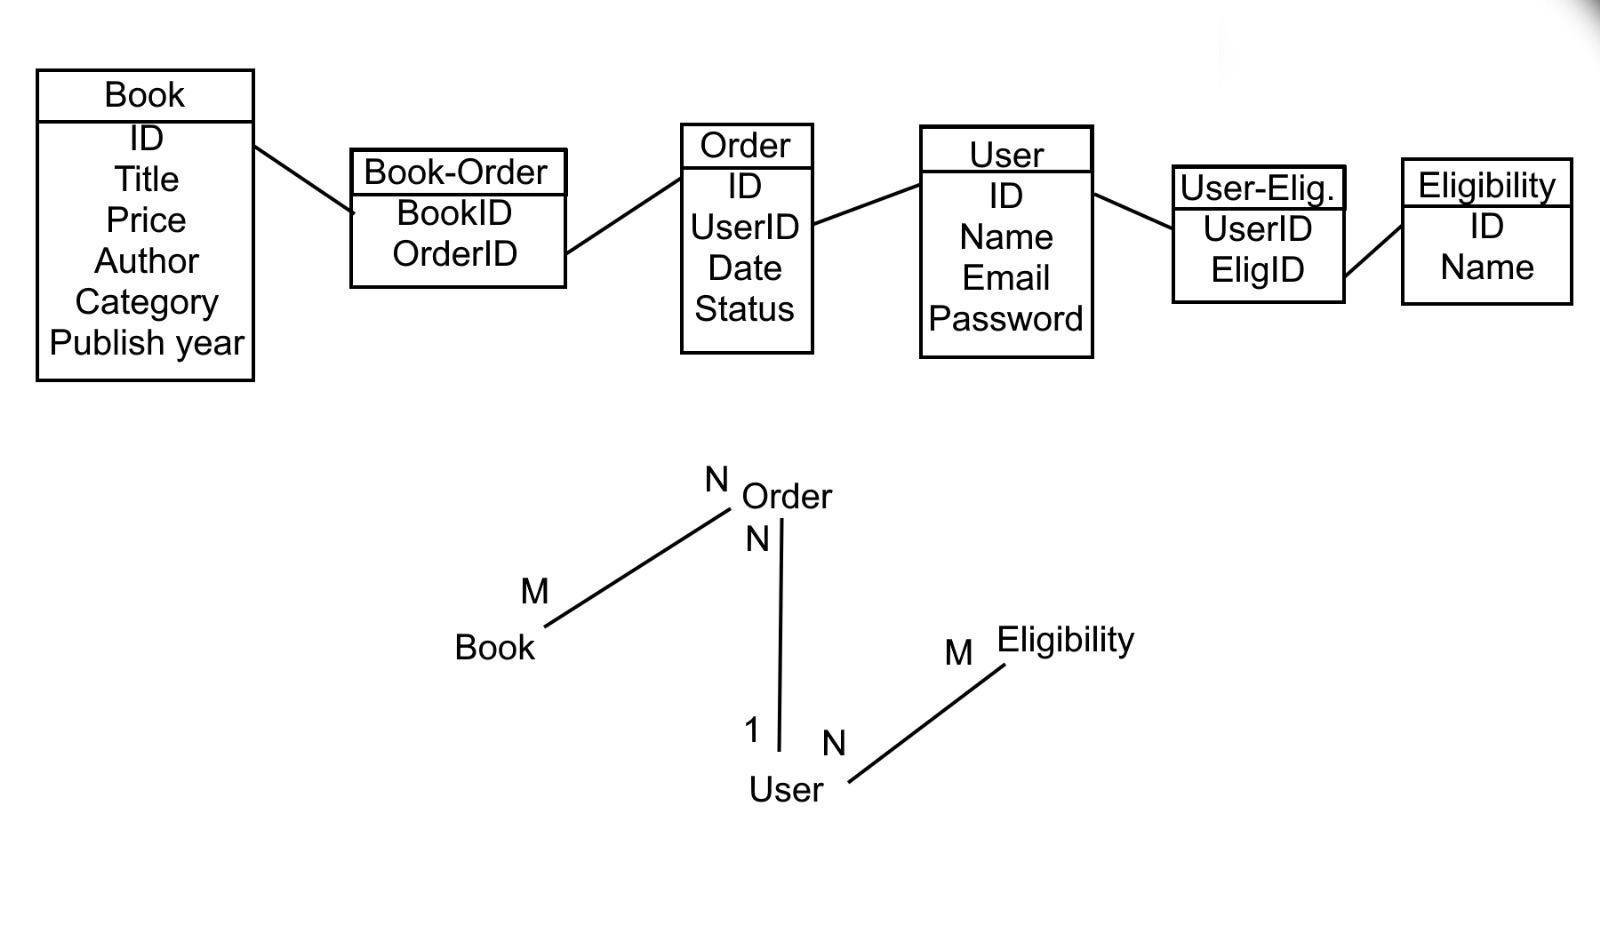 Book
ID
Title
Price
Author
Category
Publish year
Book-Order
BookID
OrderID
Order
ID
UserID
Date
Status
User
ID
Name
Email
Password
User-Elig.
UserID
EligID
Eligibility
ID
Name
N
Order
N
M
Book
M
Eligibility
1
N
User